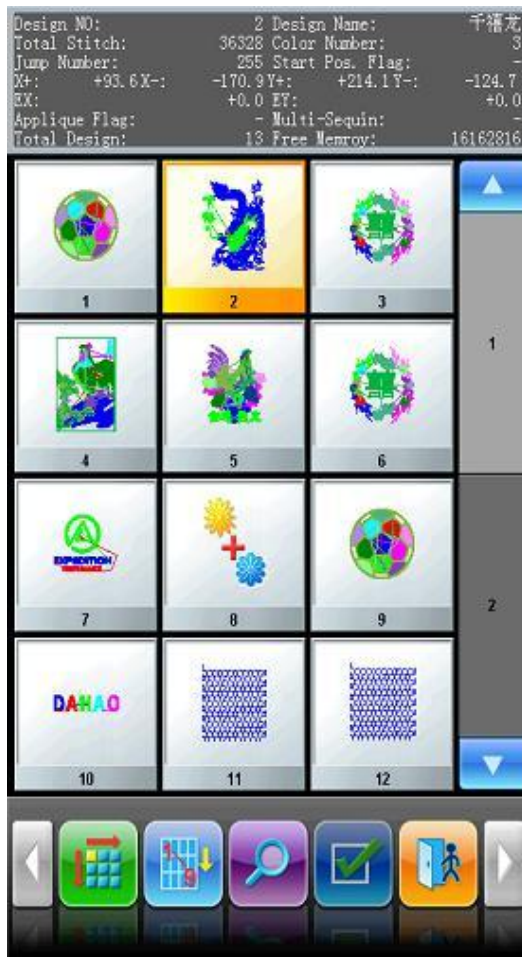 Design NO: 2 Design Name: 千禧龙
Total Stitch: 36328 Color Number: 3
Jump Number: 255 Start Pos. Flag: -
X+: +93.6 X-: -170.9 Y+: +214.1 Y-: -124.7
EX: +0.0 EY: +0.0
Applique Flag: - Multi-Sequin: -
Total Design: 13 Free Memroy: 16162816
1 2 3
1
4 5 6
EXPEDITION
7 8 9
2
DAHAO
10 11 12
1 9